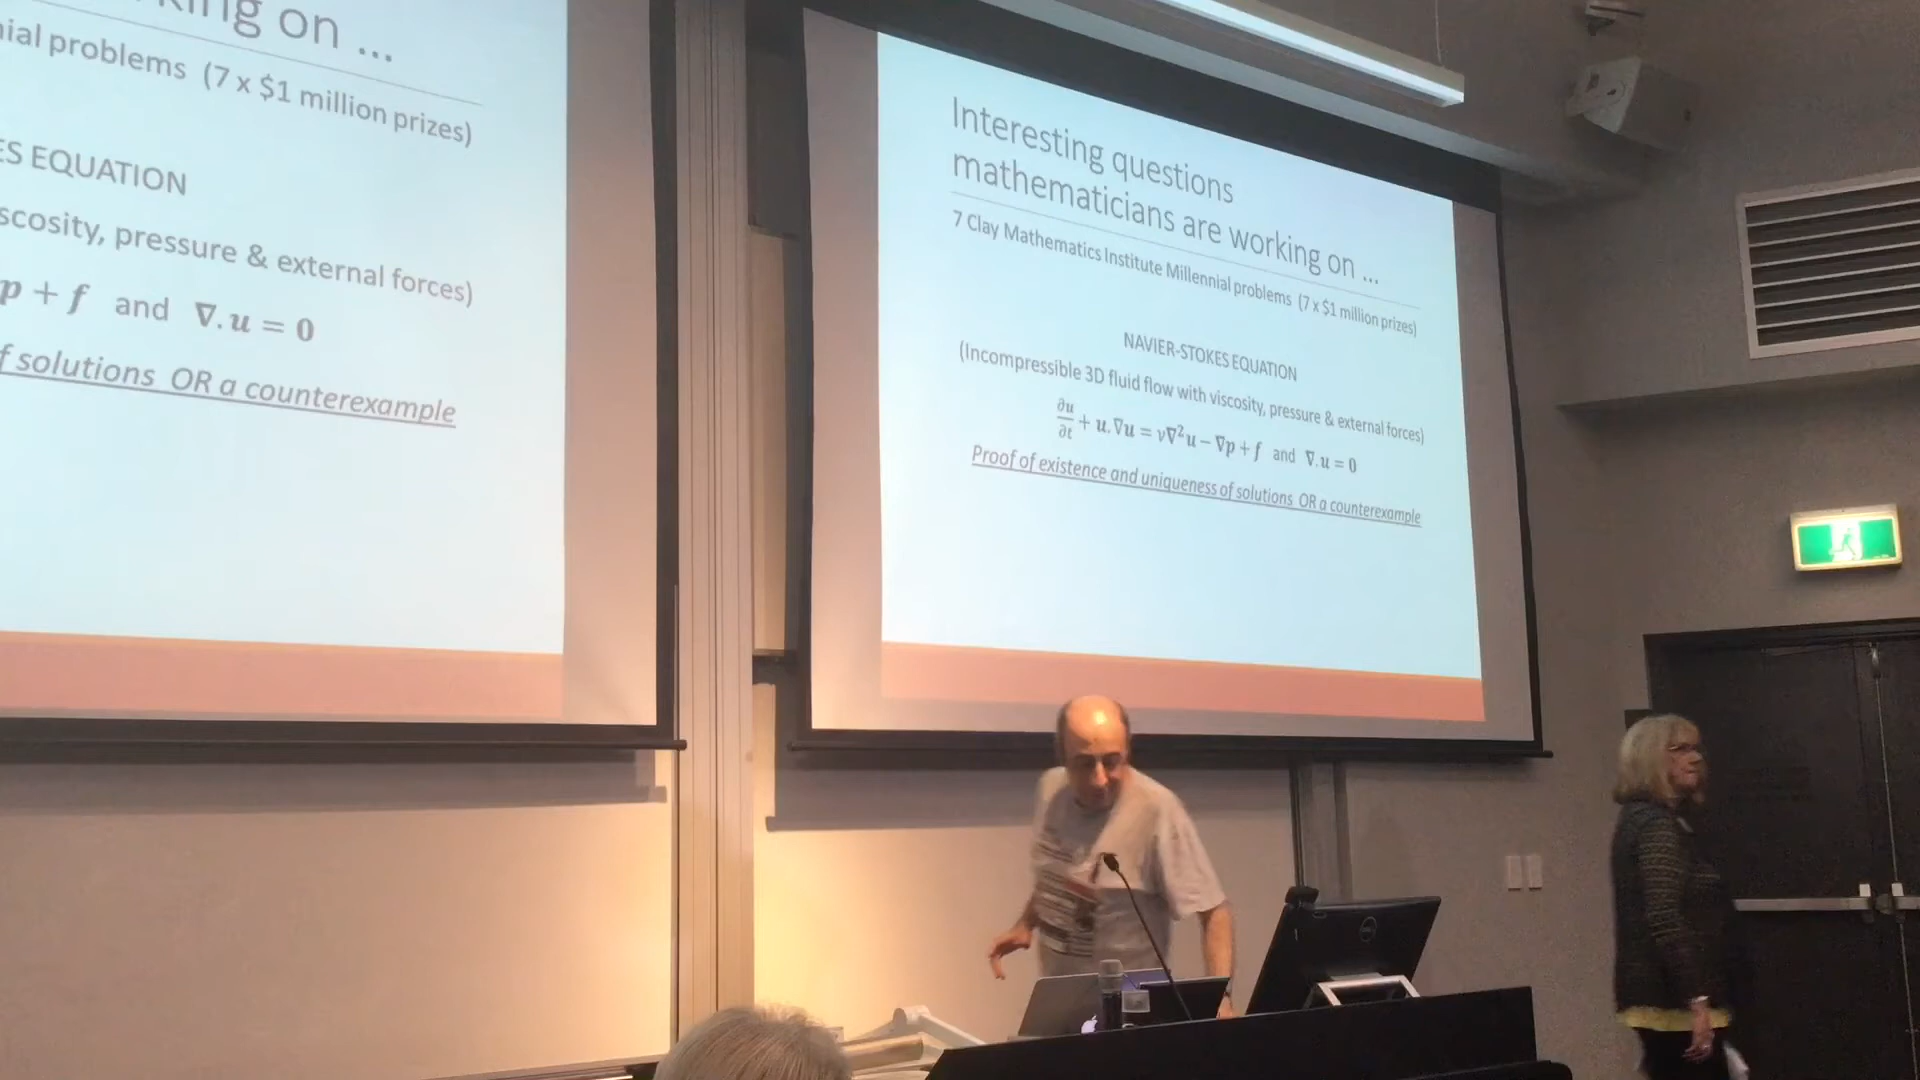 king on ...
ial problems (7 x $1 million prizes)
ES EQUATION
scosity, pressure & external forces)
p + f and ∇. u = 0
f solutions OR a counterexample
Interesting questions
mathematicians are working on ...
7 Clay Mathematics Institute Millennial problems (7 x $1 million prizes)
NAVIER-STOKES EQUATION
(Incompressible 3D fluid flow with viscosity, pressure & external forces)
∂u/∂t + u. ∇u = ν∇²u − ∇p + f and ∇. u = 0
Proof of existence and uniqueness of solutions OR a counterexample
DELL